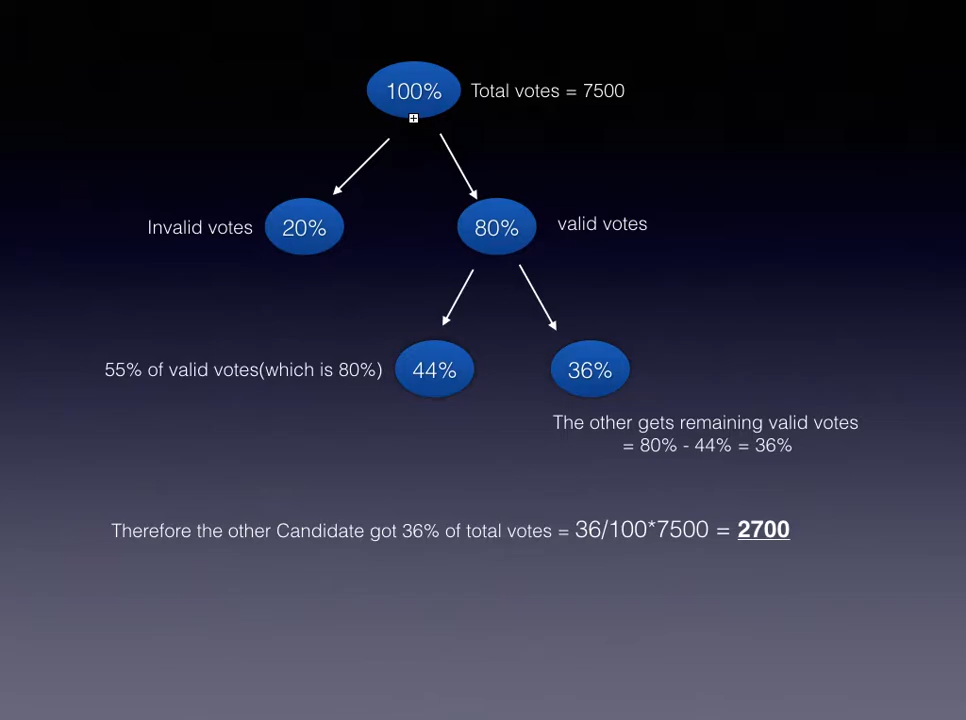 100% Total votes = 7500
Invalid votes 20% 80% valid votes
55% of valid votes(which is 80%) 44% 36%
The other gets remaining valid votes
= 80% - 44% = 36%
Therefore the other Candidate got 36% of total votes = 36/100*7500 = 2700